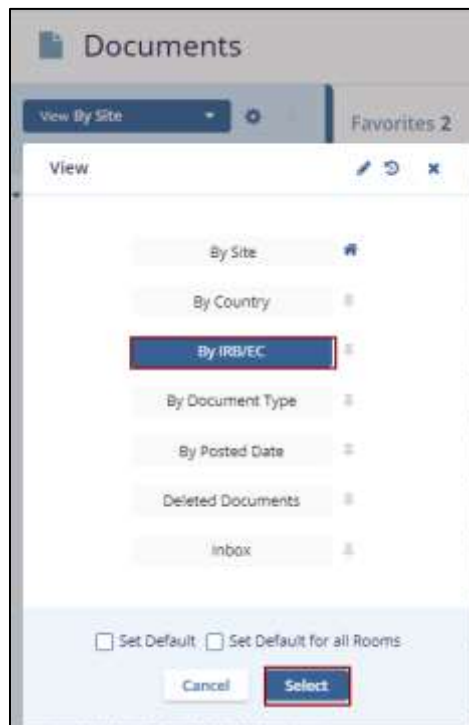 Documents
View By Site
Favorites 2
View
By Site
By Country
By IRB/EC
By Document Type
By Posted Date
Deleted Documents
Inbox
Set Default Set Default for all Rooms
Cancel Select